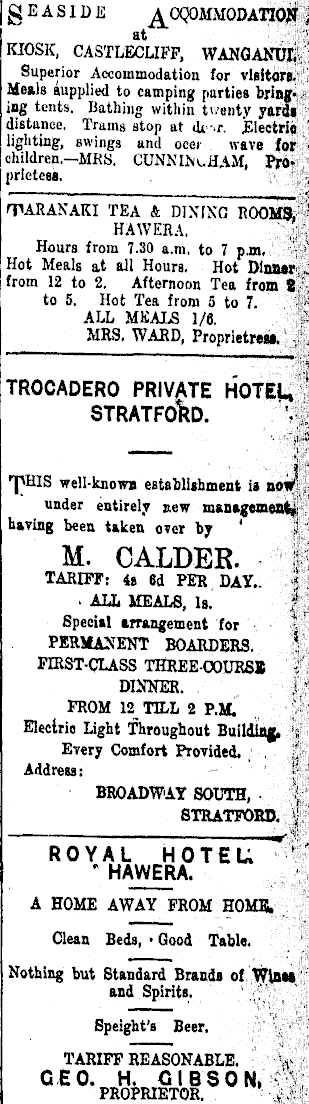 SEASIDE ACCOMMODATION
at
KIOSK, CASTLECLIFF, WANGANUI.
Superior Accommodation for visitors.
Meals supplied to camping parties bring-
ing tents. Bathing within twenty yards
distance. Trams stop at door. Electric
lighting, swings and ocean wave for
children.—MRS. CUNNINGHAM, Pro-
prietess.
TARANAKI TEA & DINING ROOMS,
HAWERA.
Hours from 7.30 a.m. to 7 p.m.
Hot Meals at all Hours. Hot Dinner
from 12 to 2. Afternoon Tea from 2
to 5. Hot Tea from 5 to 7.
ALL MEALS 1/6.
MRS. WARD, Proprietress.
TROCADERO PRIVATE HOTEL,
STRATFORD.
THIS well-known establishment is now
under entirely new management,
having been taken over by
M. CALDER.
TARIFF: 4s 6d PER DAY.
ALL MEALS, 1s.
Special arrangement for
PERMANENT BOARDERS.
FIRST-CLASS THREE-COURSE
DINNER.
FROM 12 TILL 2 P.M.
Electric Light Throughout Building.
Every Comfort Provided.
Address:
BROADWAY SOUTH,
STRATFORD.
ROYAL HOTEL
HAWERA.
A HOME AWAY FROM HOME.
Clean Beds, Good Table.
Nothing but Standard Brands of Wines
and Spirits.
Speight's Beer.
TARIFF REASONABLE.
GEO. H. GIBSON,
PROPRIETOR.